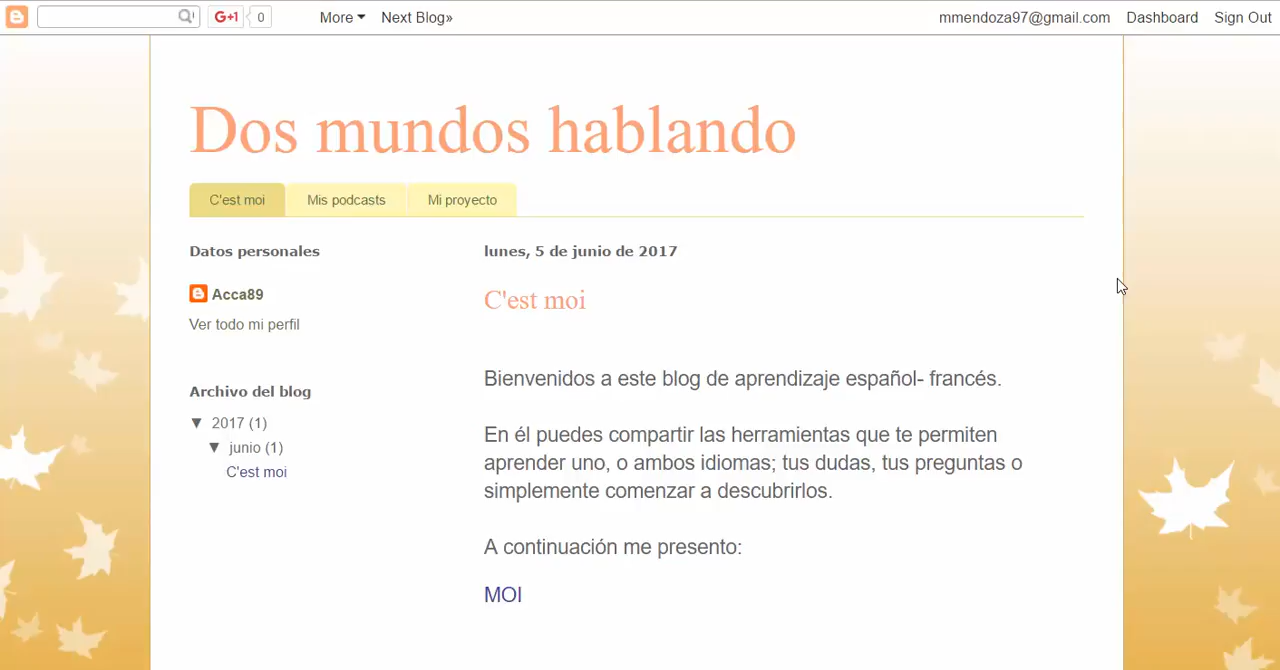 G+1 0 More Next Blog» mmendoza97@gmail.com Dashboard Sign Out
Dos mundos hablando
C'est moi Mis podcasts Mi proyecto
Datos personales
Acca89
Ver todo mi perfil
Archivo del blog
▼ 2017 (1)
▼ junio (1)
C'est moi
lunes, 5 de junio de 2017
C'est moi
Bienvenidos a este blog de aprendizaje español- francés.
En él puedes compartir las herramientas que te permiten
aprender uno, o ambos idiomas; tus dudas, tus preguntas o
simplemente comenzar a descubrirlos.
A continuación me presento:
MOI